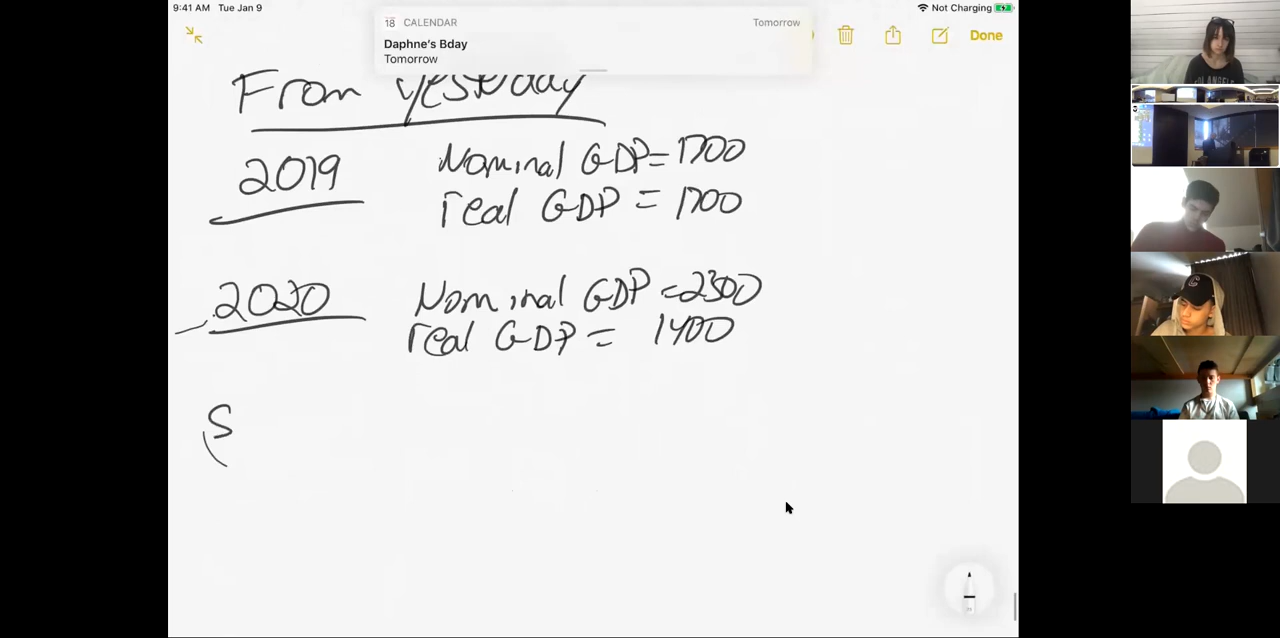 9:41 AM Tue Jan 9
Not Charging
18 CALENDAR
Tomorrow
Daphne's Bday
Tomorrow
Done
From yesterday
2019
Nominal GDP=1700
real GDP = 1700
2020
Nominal GDP=2300
real GDP = 1400
S